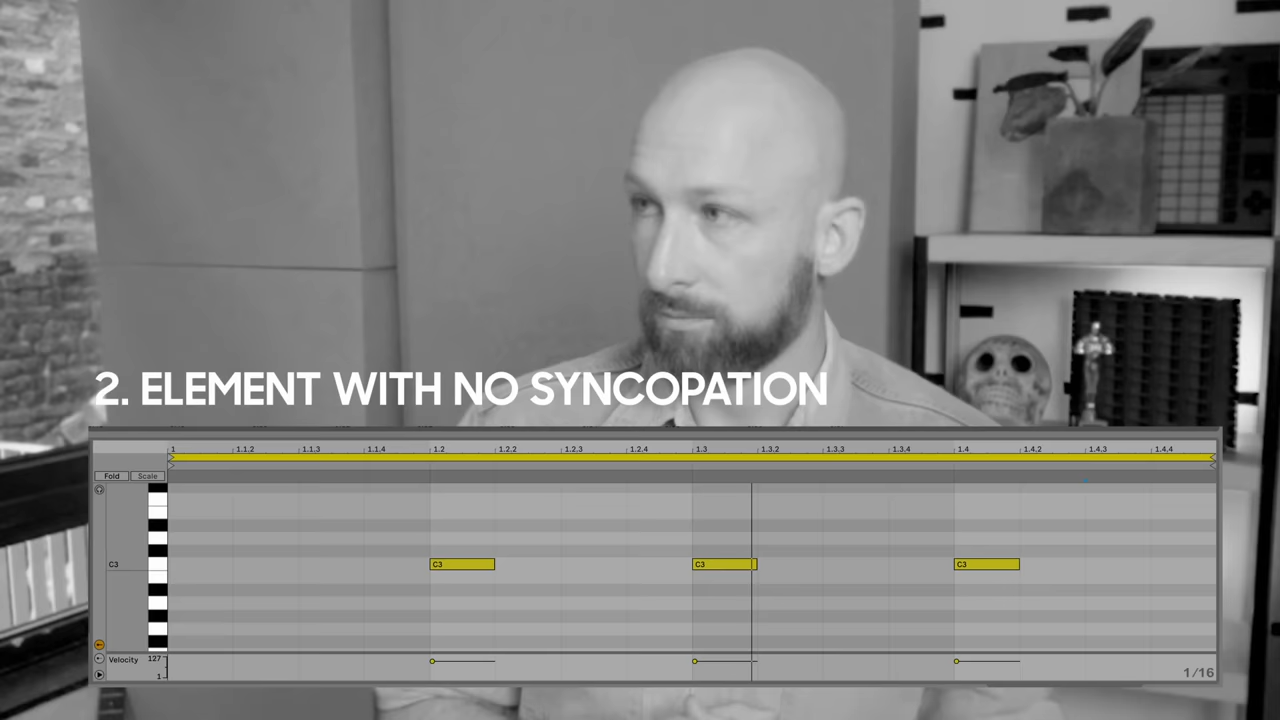 2. ELEMENT WITH NO SYNCOPATION
1 1.1.2 1.1.3 1.1.4 1.2 1.2.2 1.2.3 1.2.4 1.3 1.3.2 1.3.3 1.3.4 1.4 1.4.2 1.4.3 1.4.4
Fold Scale
C3 C3 C3 C3
Velocity 127
1
1/16